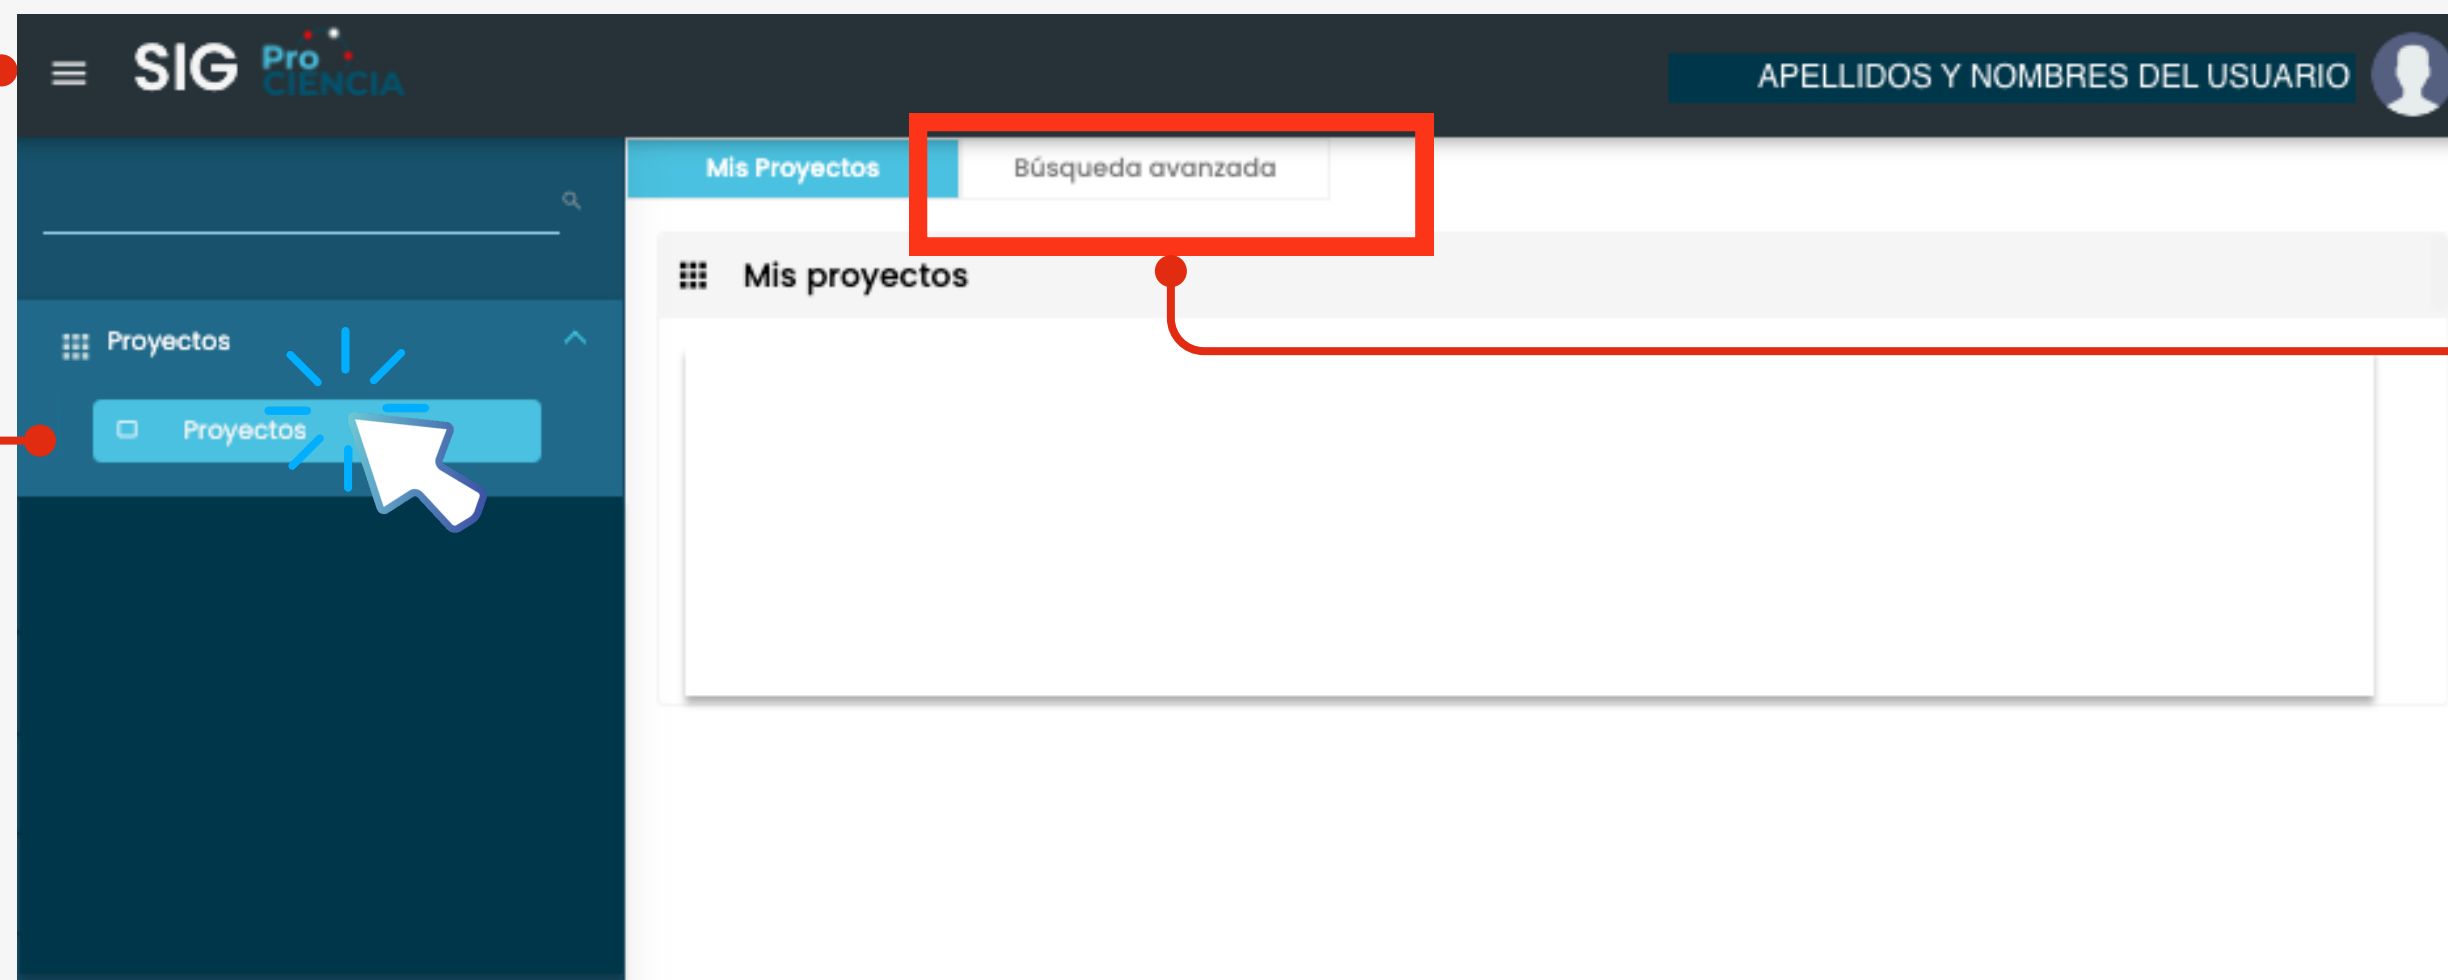 SIG Pro CIENCIA
APELLIDOS Y NOMBRES DEL USUARIO
Mis Proyectos
Búsqueda avanzada
Mis proyectos
Proyectos
Proyectos